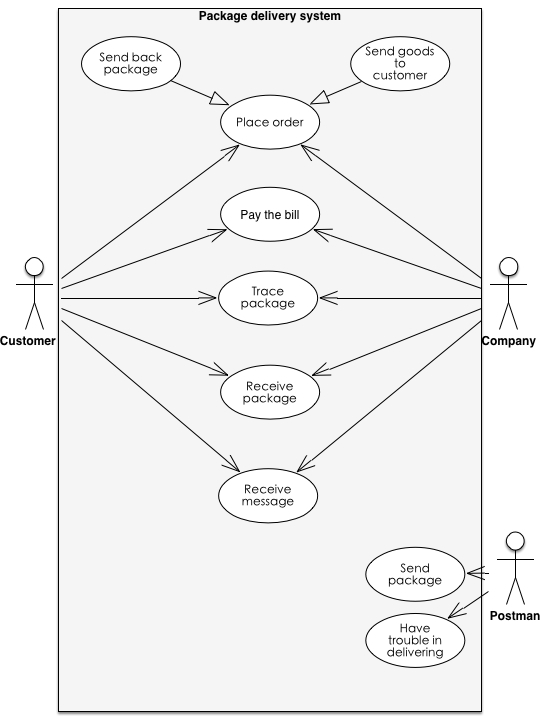 Package delivery system
Send back
package
Send goods
to
customer
Place order
Pay the bill
Trace
package
Customer
Company
Receive
package
Receive
message
Send
package
Postman
Have
trouble in
delivering